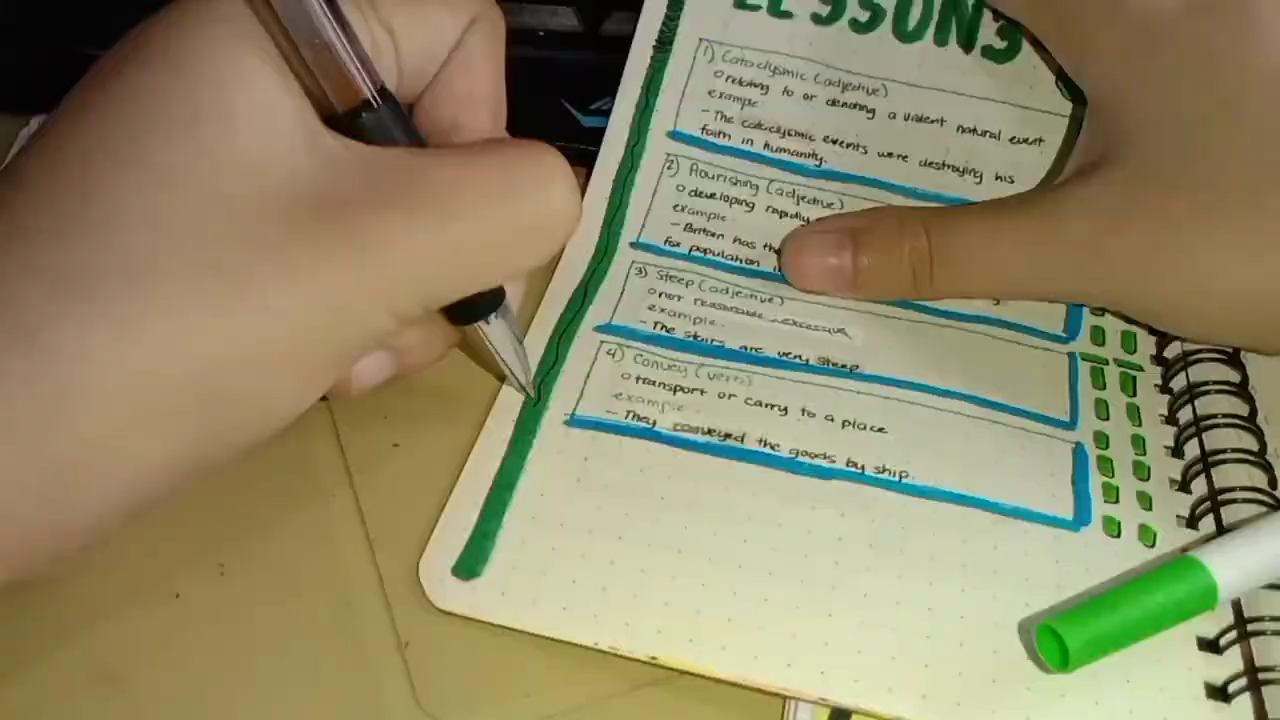 LESSON 3
1) Cataclysmic (adjective)
o relating to or denoting a violent natural event
example
- The cataclysmic events were destroying his
faith in humanity.
2) Flourishing (adjective)
o developing rapidly
example.
- Britain has
for population
3) Steep (adjective)
o not reasonable, excessive
example.
- The stairs are very steep
4) Convey (verb)
o transport or carry to a place
example.
- They conveyed the goods by ship.